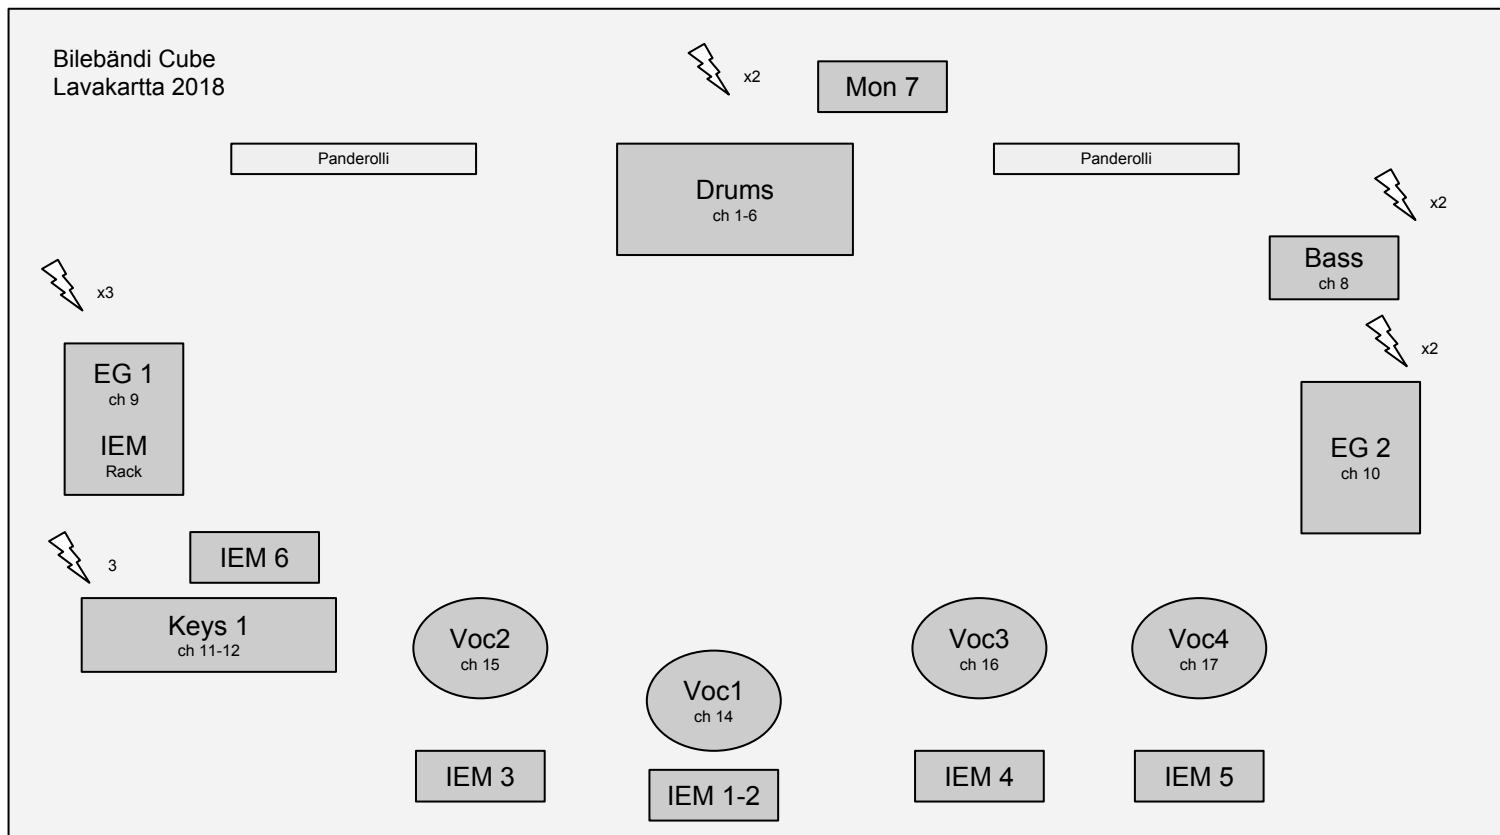 Bilebändi Cube
Lavakartta 2018
x2
Mon 7
Panderolli
Drums
ch 1-6
Panderolli
x2
Bass
ch 8
x3
x2
EG 1
ch 9
IEM
Rack
EG 2
ch 10
3
IEM 6
Keys 1
ch 11-12
Voc2
ch 15
Voc1
ch 14
Voc3
ch 16
Voc4
ch 17
IEM 3
IEM 1-2
IEM 4
IEM 5